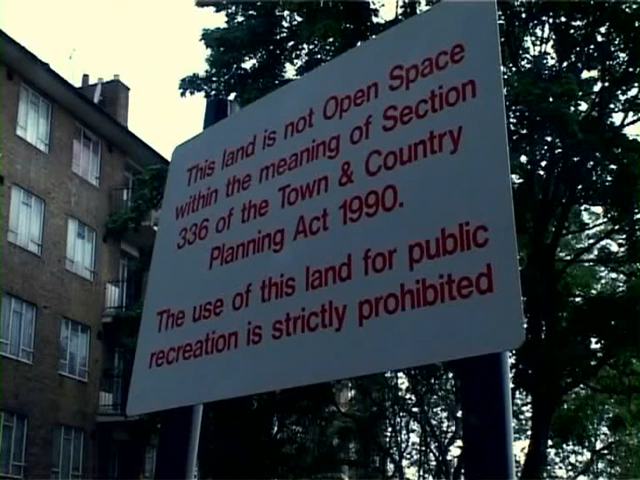 This land is not Open Space
within the meaning of Section
336 of the Town & Country
Planning Act 1990.
The use of this land for public
recreation is strictly prohibited